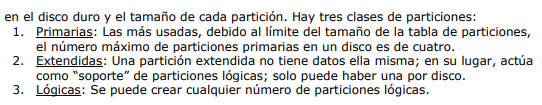 en el disco duro y el tamaño de cada partición. Hay tres clases de particiones:
1. Primarias: Las más usadas, debido al límite del tamaño de la tabla de particiones,
el número máximo de particiones primarias en un disco es de cuatro.
2. Extendidas: Una partición extendida no tiene datos ella misma; en su lugar, actúa
como “soporte” de particiones lógicas; solo puede haber una por disco.
3. Lógicas: Se puede crear cualquier número de particiones lógicas.